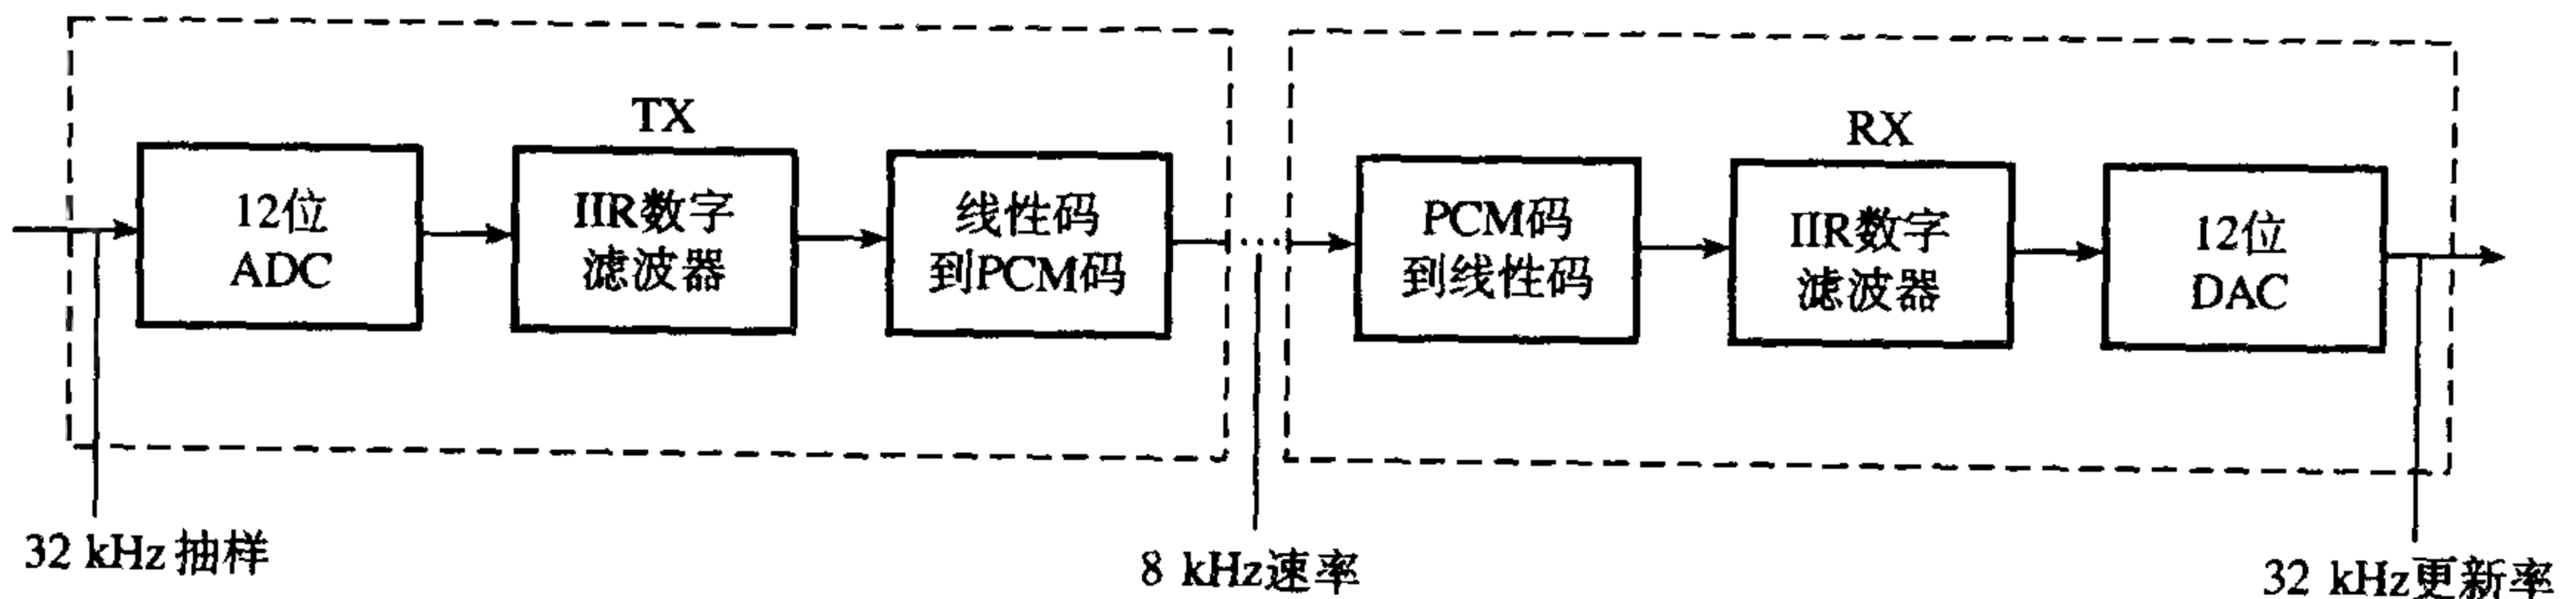 TX
12位
ADC
IIR数字
滤波器
线性码
到PCM码
RX
PCM码
到线性码
IIR数字
滤波器
12位
DAC
32 kHz抽样
8 kHz速率
32 kHz更新率